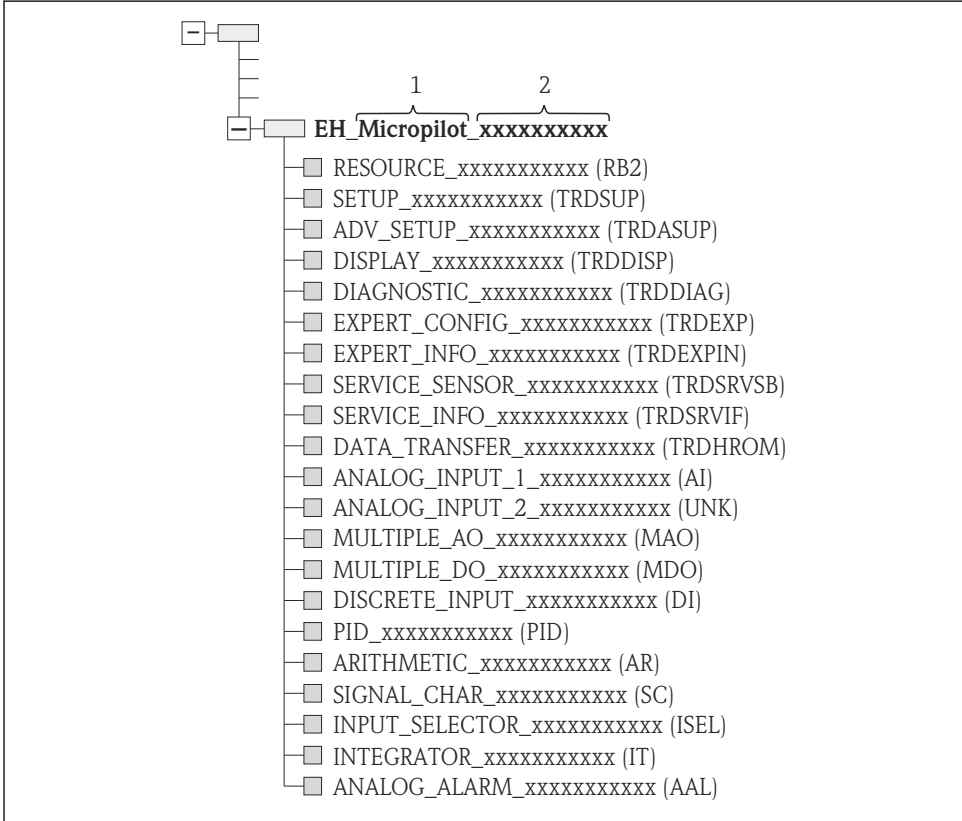 1 2
EH_Micropilot_xxxxxxxxxx
RESOURCE_xxxxxxxxxxx (RB2)
SETUP_xxxxxxxxxxx (TRDSUP)
ADV_SETUP_xxxxxxxxxxx (TRDASUP)
DISPLAY_xxxxxxxxxxx (TRDDISP)
DIAGNOSTIC_xxxxxxxxxxx (TRDDIAG)
EXPERT_CONFIG_xxxxxxxxxxx (TRDEXP)
EXPERT_INFO_xxxxxxxxxxx (TRDEXPIN)
SERVICE_SENSOR_xxxxxxxxxxx (TRDSRVSB)
SERVICE_INFO_xxxxxxxxxxx (TRDSRVIF)
DATA_TRANSFER_xxxxxxxxxxx (TRDHROM)
ANALOG_INPUT_1_xxxxxxxxxxx (AI)
ANALOG_INPUT_2_xxxxxxxxxxx (UNK)
MULTIPLE_AO_xxxxxxxxxxx (MAO)
MULTIPLE_DO_xxxxxxxxxxx (MDO)
DISCRETE_INPUT_xxxxxxxxxxx (DI)
PID_xxxxxxxxxxx (PID)
ARITHMETIC_xxxxxxxxxxx (AR)
SIGNAL_CHAR_xxxxxxxxxxx (SC)
INPUT_SELECTOR_xxxxxxxxxxx (ISEL)
INTEGRATOR_xxxxxxxxxxx (IT)
ANALOG_ALARM_xxxxxxxxxxx (AAL)